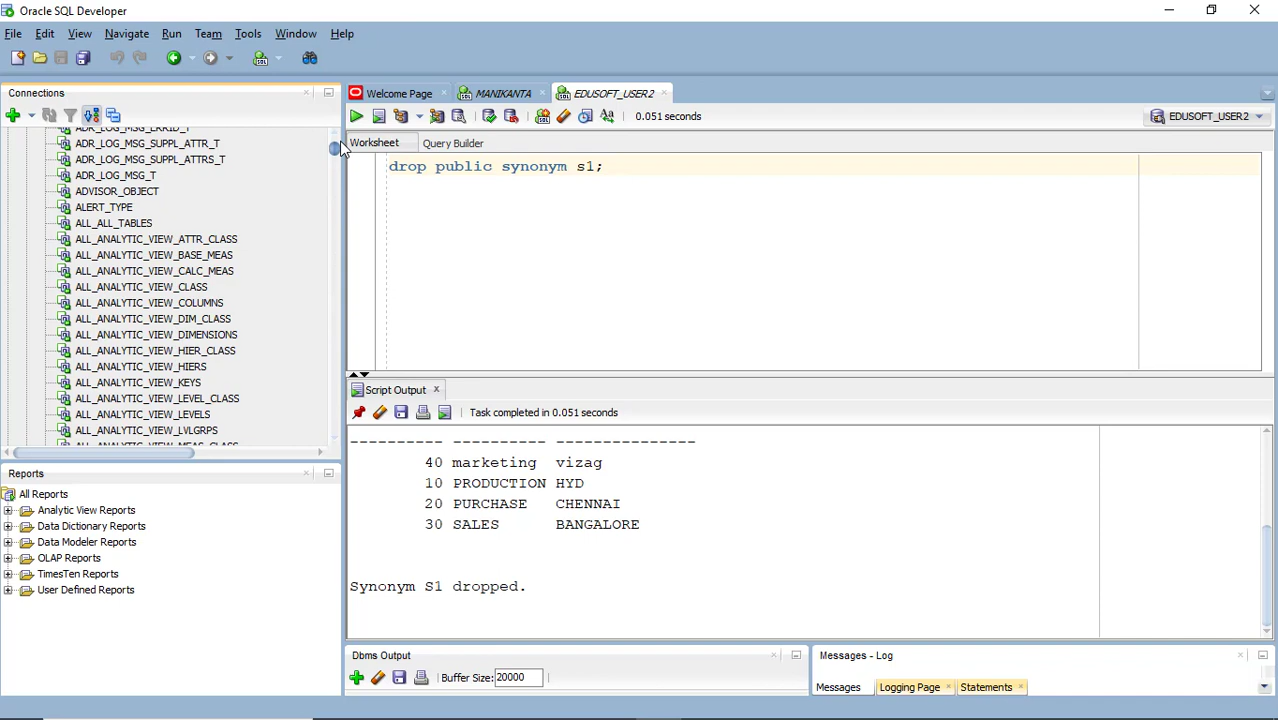 Oracle SQL Developer
File Edit View Navigate Run Team Tools Window Help
Connections
Welcome Page
MANIKANTA
EDUSOFT_USER2
0.051 seconds
EDUSOFT_USER2
Worksheet
Query Builder
drop public synonym s1;
ADR_LOG_MSG_ERRID_T
ADR_LOG_MSG_SUPPL_ATTR_T
ADR_LOG_MSG_SUPPL_ATTRS_T
ADR_LOG_MSG_T
ADVISOR_OBJECT
ALERT_TYPE
ALL_ALL_TABLES
ALL_ANALYTIC_VIEW_ATTR_CLASS
ALL_ANALYTIC_VIEW_BASE_MEAS
ALL_ANALYTIC_VIEW_CALC_MEAS
ALL_ANALYTIC_VIEW_CLASS
ALL_ANALYTIC_VIEW_COLUMNS
ALL_ANALYTIC_VIEW_DIM_CLASS
ALL_ANALYTIC_VIEW_DIMENSIONS
ALL_ANALYTIC_VIEW_HIER_CLASS
ALL_ANALYTIC_VIEW_HIERS
ALL_ANALYTIC_VIEW_KEYS
ALL_ANALYTIC_VIEW_LEVEL_CLASS
ALL_ANALYTIC_VIEW_LEVELS
ALL_ANALYTIC_VIEW_LVLGRPS
ALL_ANALYTIC_VIEW_MEAS_CLASS
Script Output
Task completed in 0.051 seconds
---------- ---------- ---------------
40 marketing vizag
10 PRODUCTION HYD
20 PURCHASE CHENNAI
30 SALES BANGALORE
Synonym S1 dropped.
Reports
All Reports
Analytic View Reports
Data Dictionary Reports
Data Modeler Reports
OLAP Reports
TimesTen Reports
User Defined Reports
Dbms Output
Buffer Size: 20000
Messages - Log
Messages
Logging Page
Statements